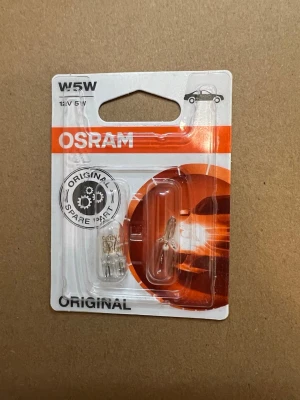 W5W
12V 5W
OSRAM
ORIGINAL
SPARE PART
ORIGINAL